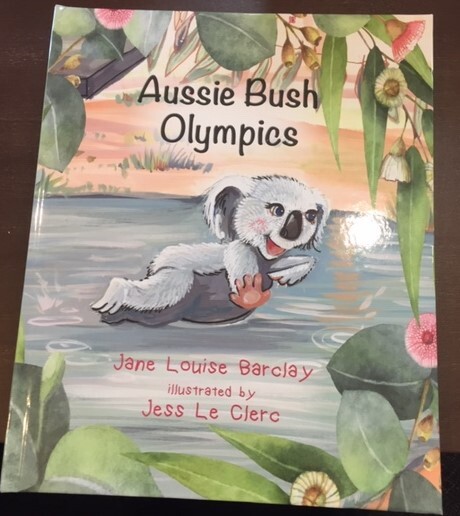 Aussie Bush
Olympics
Jane Louise Barclay
illustrated by
Jess Le Clerc